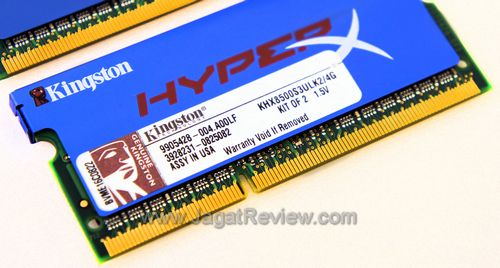 Kingston
HYPERX
Kingston
KHX8500S3ULK2/4G
KIT OF 2 1.5V
9905428-004.A00LF
3928231-0825082
ASSY IN USA
Warranty Void If Removed
GENUINE
KINGSTON
www.JagatReview.com